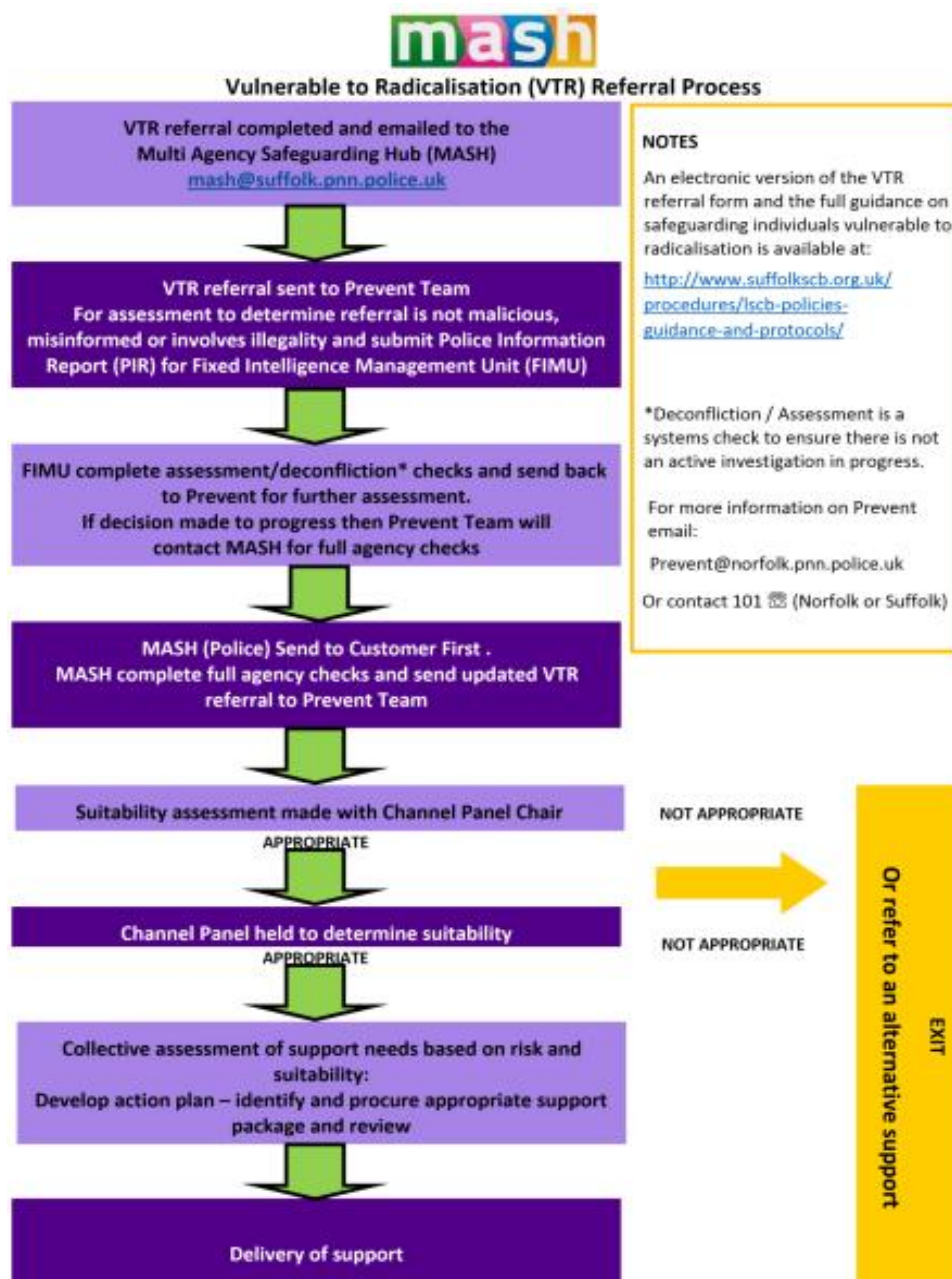 mash
Vulnerable to Radicalisation (VTR) Referral Process
VTR referral completed and emailed to the
Multi Agency Safeguarding Hub (MASH)
mash@suffolk.pnn.police.uk
VTR referral sent to Prevent Team
For assessment to determine referral is not malicious,
misinformed or involves illegality and submit Police Information
Report (PIR) for Fixed Intelligence Management Unit (FIMU)
FIMU complete assessment/deconfliction* checks and send back
to Prevent for further assessment.
If decision made to progress then Prevent Team will
contact MASH for full agency checks
MASH (Police) Send to Customer First .
MASH complete full agency checks and send updated VTR
referral to Prevent Team
Suitability assessment made with Channel Panel Chair
APPROPRIATE
Channel Panel held to determine suitability
APPROPRIATE
Collective assessment of support needs based on risk and
suitability:
Develop action plan – identify and procure appropriate support
package and review
Delivery of support
NOTES
An electronic version of the VTR
referral form and the full guidance on
safeguarding individuals vulnerable to
radicalisation is available at:
http://www.suffolkscb.org.uk/
procedures/lscb-policies-
guidance-and-protocols/
*Deconfliction / Assessment is a
systems check to ensure there is not
an active investigation in progress.
For more information on Prevent
email:
Prevent@norfolk.pnn.police.uk
Or contact 101 ☏ (Norfolk or Suffolk)
NOT APPROPRIATE
NOT APPROPRIATE
EXIT
Or refer to an alternative support